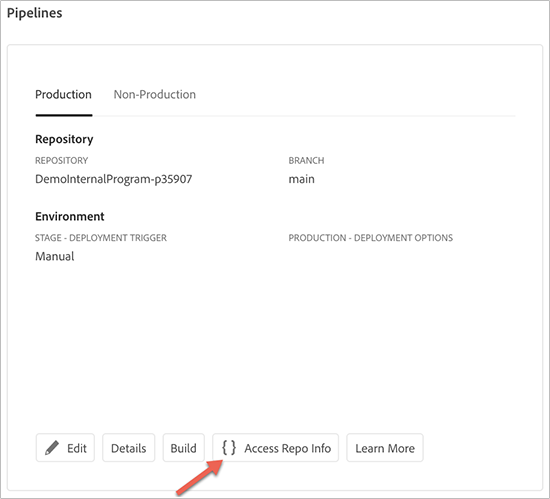 Pipelines
Production Non-Production
Repository
REPOSITORY BRANCH
DemoInternalProgram-p35907 main
Environment
STAGE - DEPLOYMENT TRIGGER PRODUCTION - DEPLOYMENT OPTIONS
Manual
Edit Details Build { } Access Repo Info Learn More